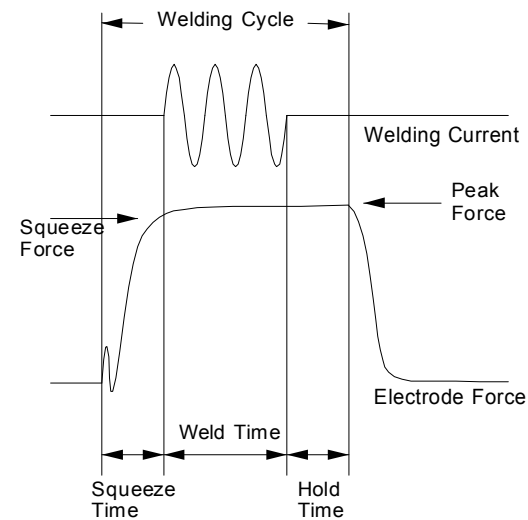 Welding Cycle
Welding Current
Peak
Force
Squeeze
Force
Electrode Force
Weld Time
Squeeze
Time
Hold
Time